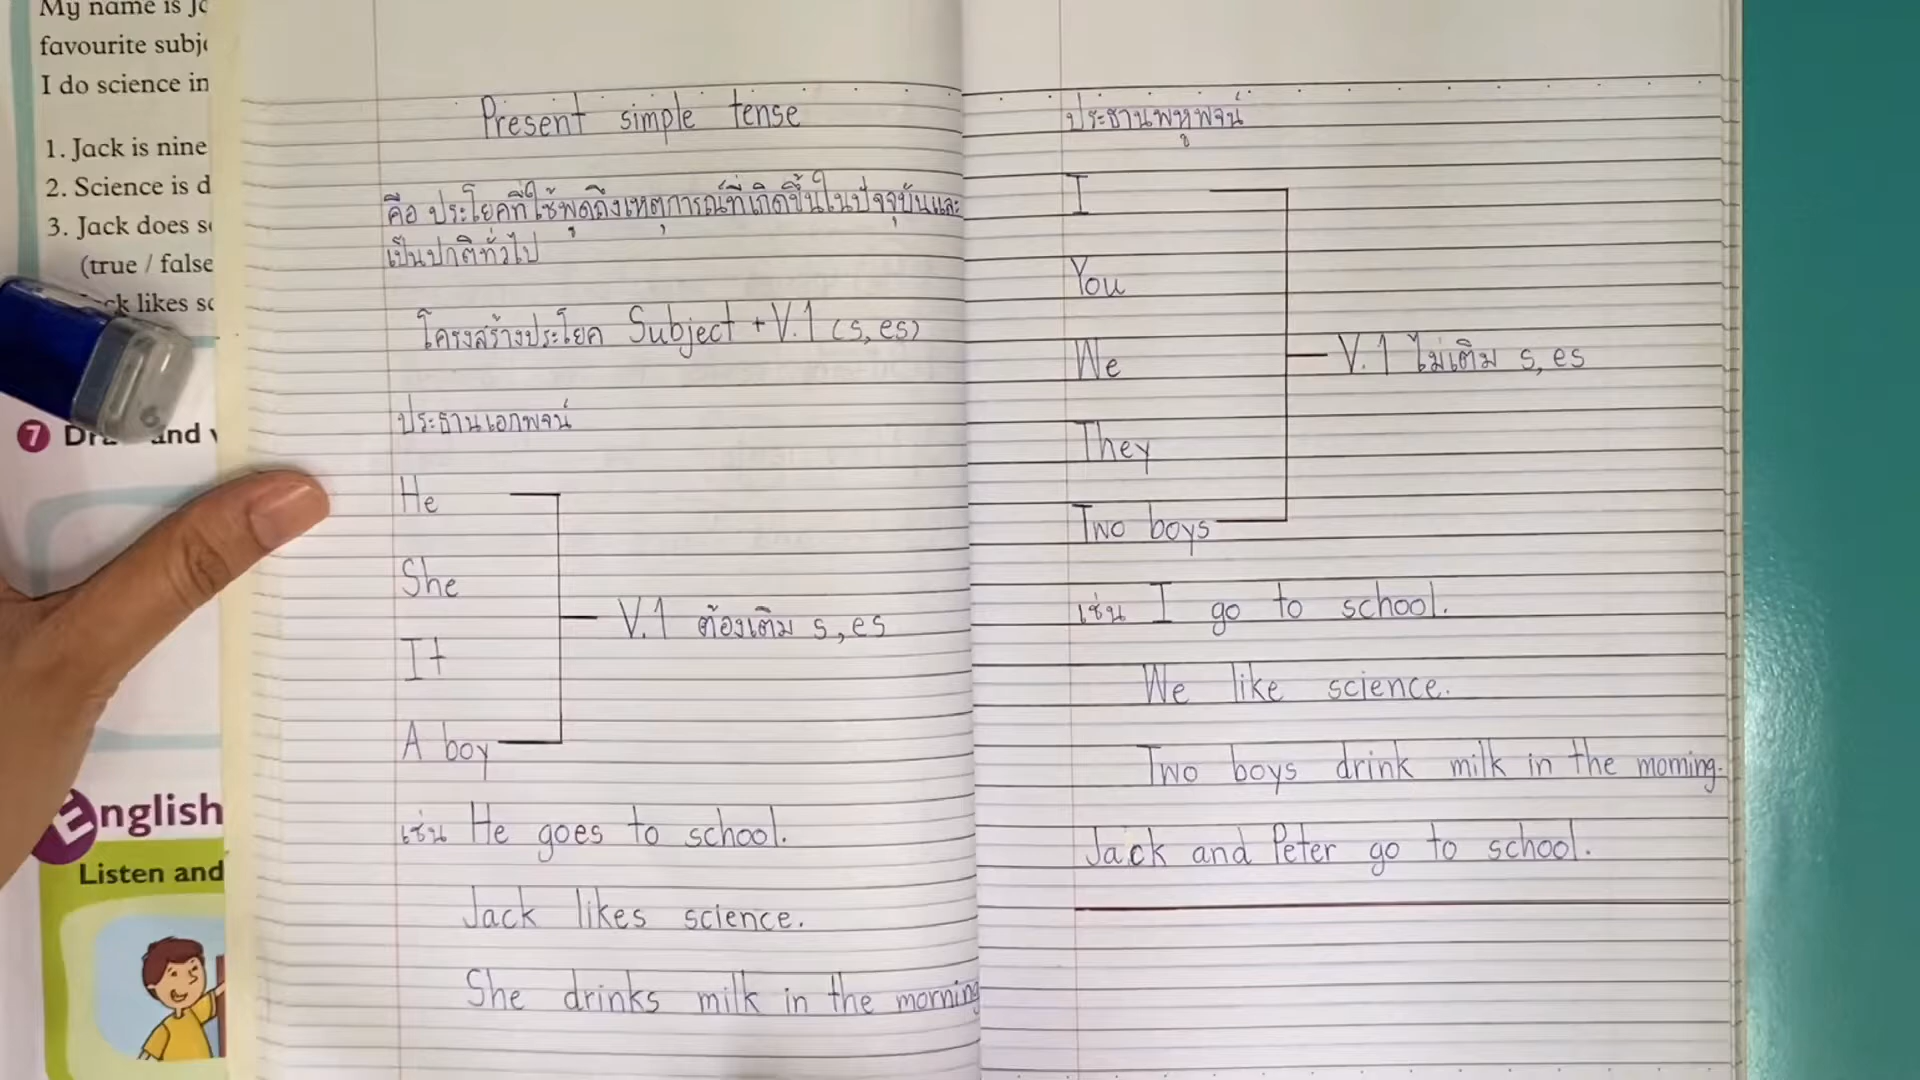 My name is
favourite
I do science in
1. Jack is nine
2. Science is
3. Jack does
(true / false
likes
7 and
English
Listen and
Present simple tense
คือ ประโยคที่ใช้พูดถึงเหตุการณ์ที่เกิดขึ้นในปัจจุบันและ
เป็นปกติทั่วไป
โครงสร้างประโยค Subject + V.1 (s, es)
ประธานเอกพจน์
He
She
It
V.1 ต้องเติม s, es
A boy
เช่น He goes to school.
Jack likes science.
She drinks milk in the morning
ประธานพหูพจน์
I
You
We
V.1 ไม่เติม s, es
They
Two boys
เช่น I go to school.
We like science.
Two boys drink milk in the morning.
Jack and Peter go to school.